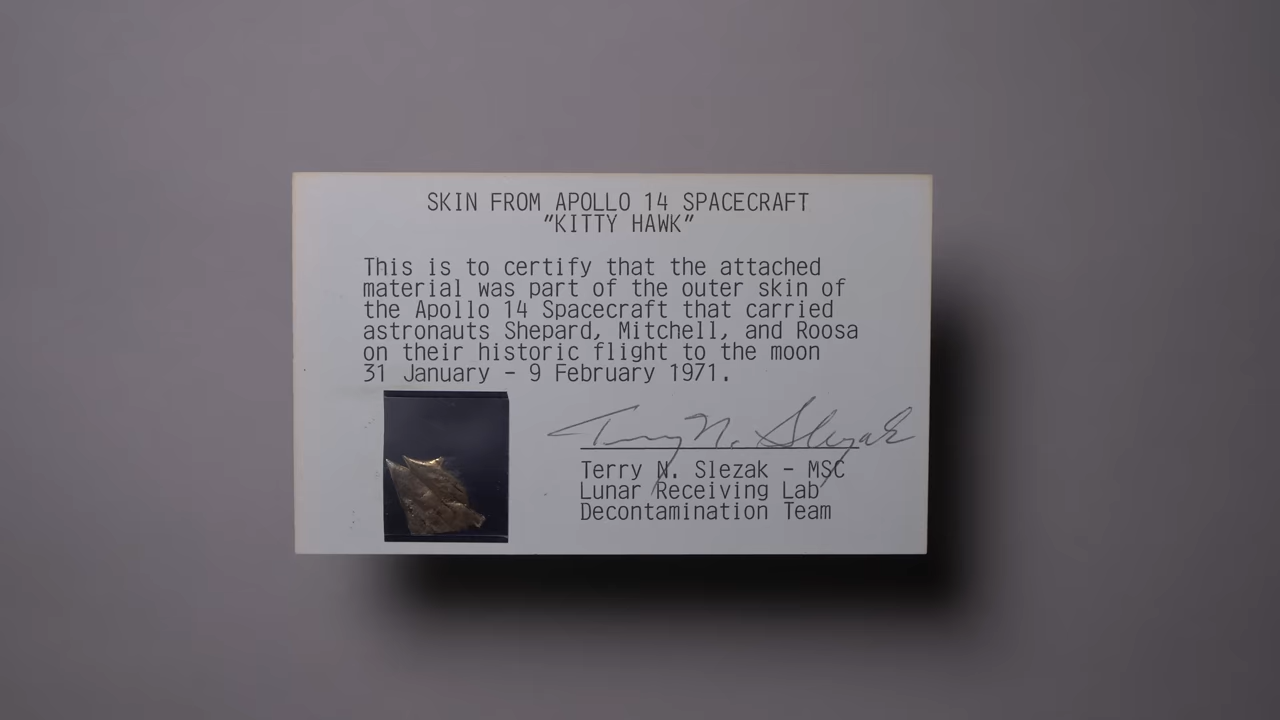 SKIN FROM APOLLO 14 SPACECRAFT
"KITTY HAWK"
This is to certify that the attached
material was part of the outer skin of
the Apollo 14 Spacecraft that carried
astronauts Shepard, Mitchell, and Roosa
on their historic flight to the moon
31 January - 9 February 1971.
Terry N. Slezak
Terry N. Slezak - MSC
Lunar Receiving Lab
Decontamination Team